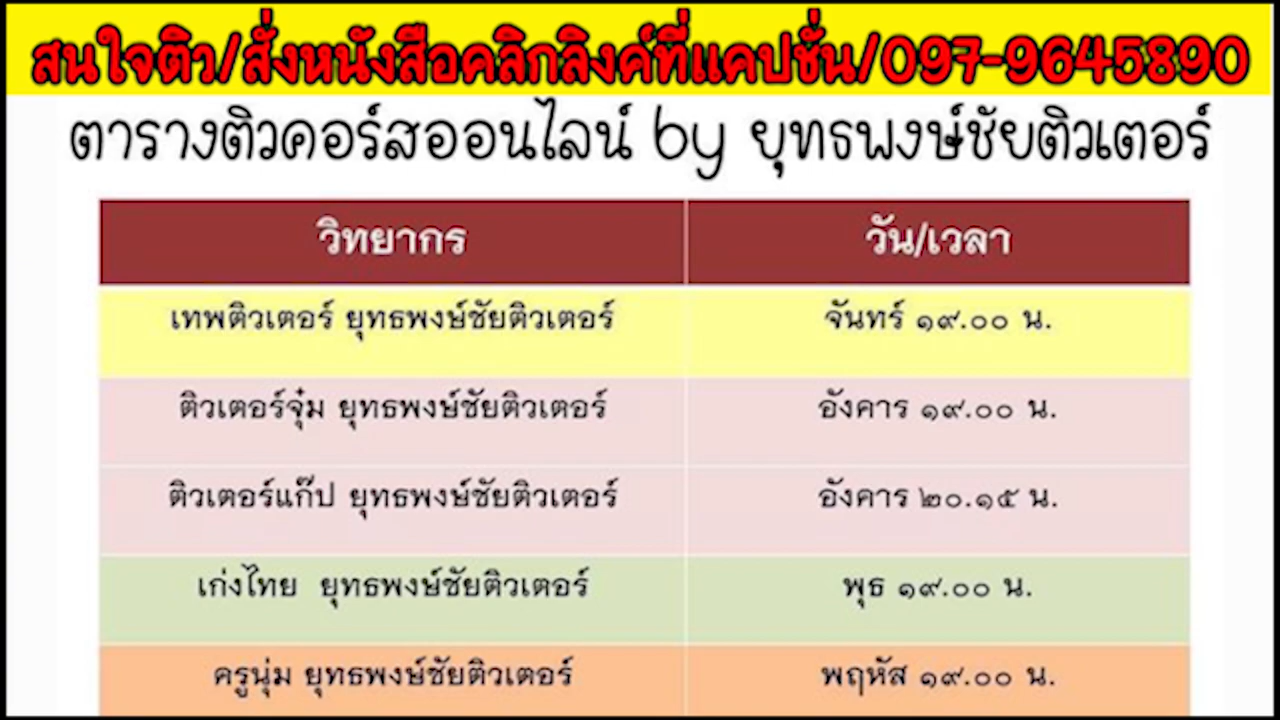 สนใจติว/สั่งหนังสือคลิกลิงค์ที่แคปชั่น/097-9645890
ตารางติวคอร์สออนไลน์ by ยุทธพงษ์ชัยติวเตอร์
วิทยากร วัน/เวลา
เทพติวเตอร์ ยุทธพงษ์ชัยติวเตอร์ จันทร์ ๑๙.๐๐ น.
ติวเตอร์จุ๋ม ยุทธพงษ์ชัยติวเตอร์ อังคาร ๑๙.๐๐ น.
ติวเตอร์แก๊ป ยุทธพงษ์ชัยติวเตอร์ อังคาร ๒๐.๑๕ น.
เก่งไทย ยุทธพงษ์ชัยติวเตอร์ พุธ ๑๙.๐๐ น.
ครูนุ่ม ยุทธพงษ์ชัยติวเตอร์ พฤหัส ๑๙.๐๐ น.